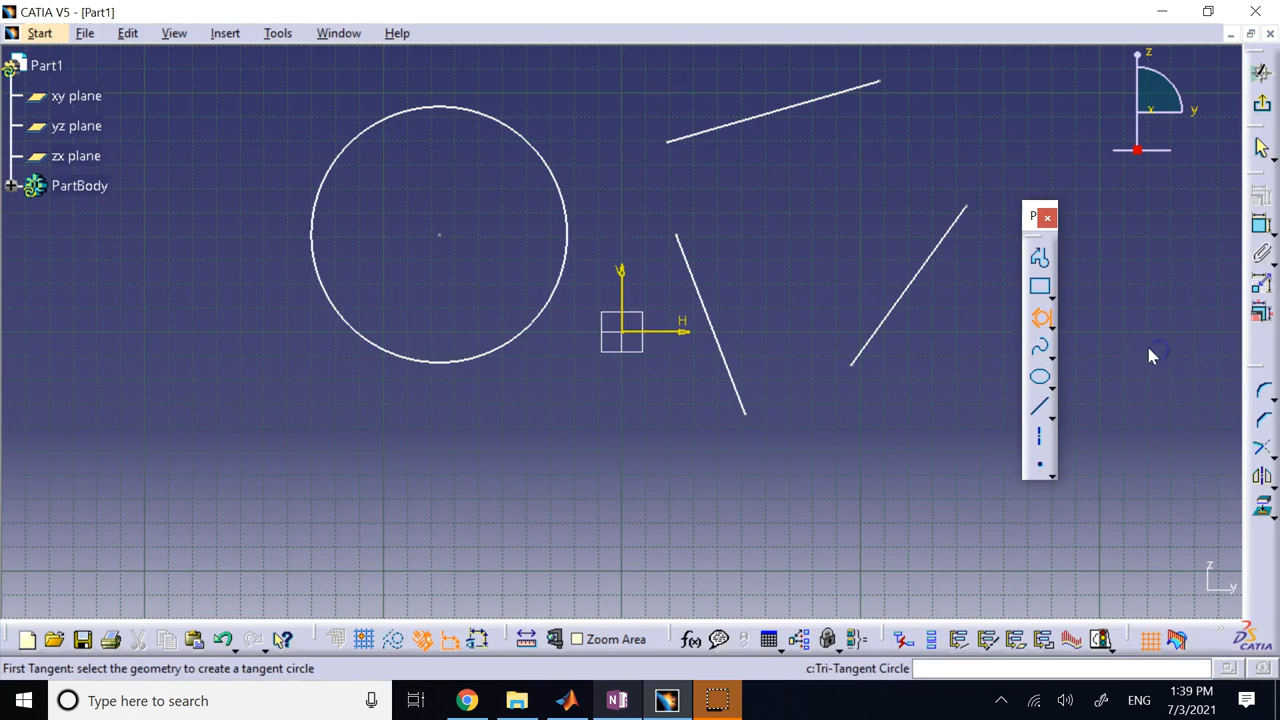 CATIA V5 - [Part1]
Start File Edit View Insert Tools Window Help
Part1
xy plane
yz plane
zx plane
PartBody
z
x
y
P
V
H
z
y
Zoom Area
f(x)
CATIA
First Tangent: select the geometry to create a tangent circle
c:Tri-Tangent Circle
Type here to search
ENG
1:39 PM
7/3/2021